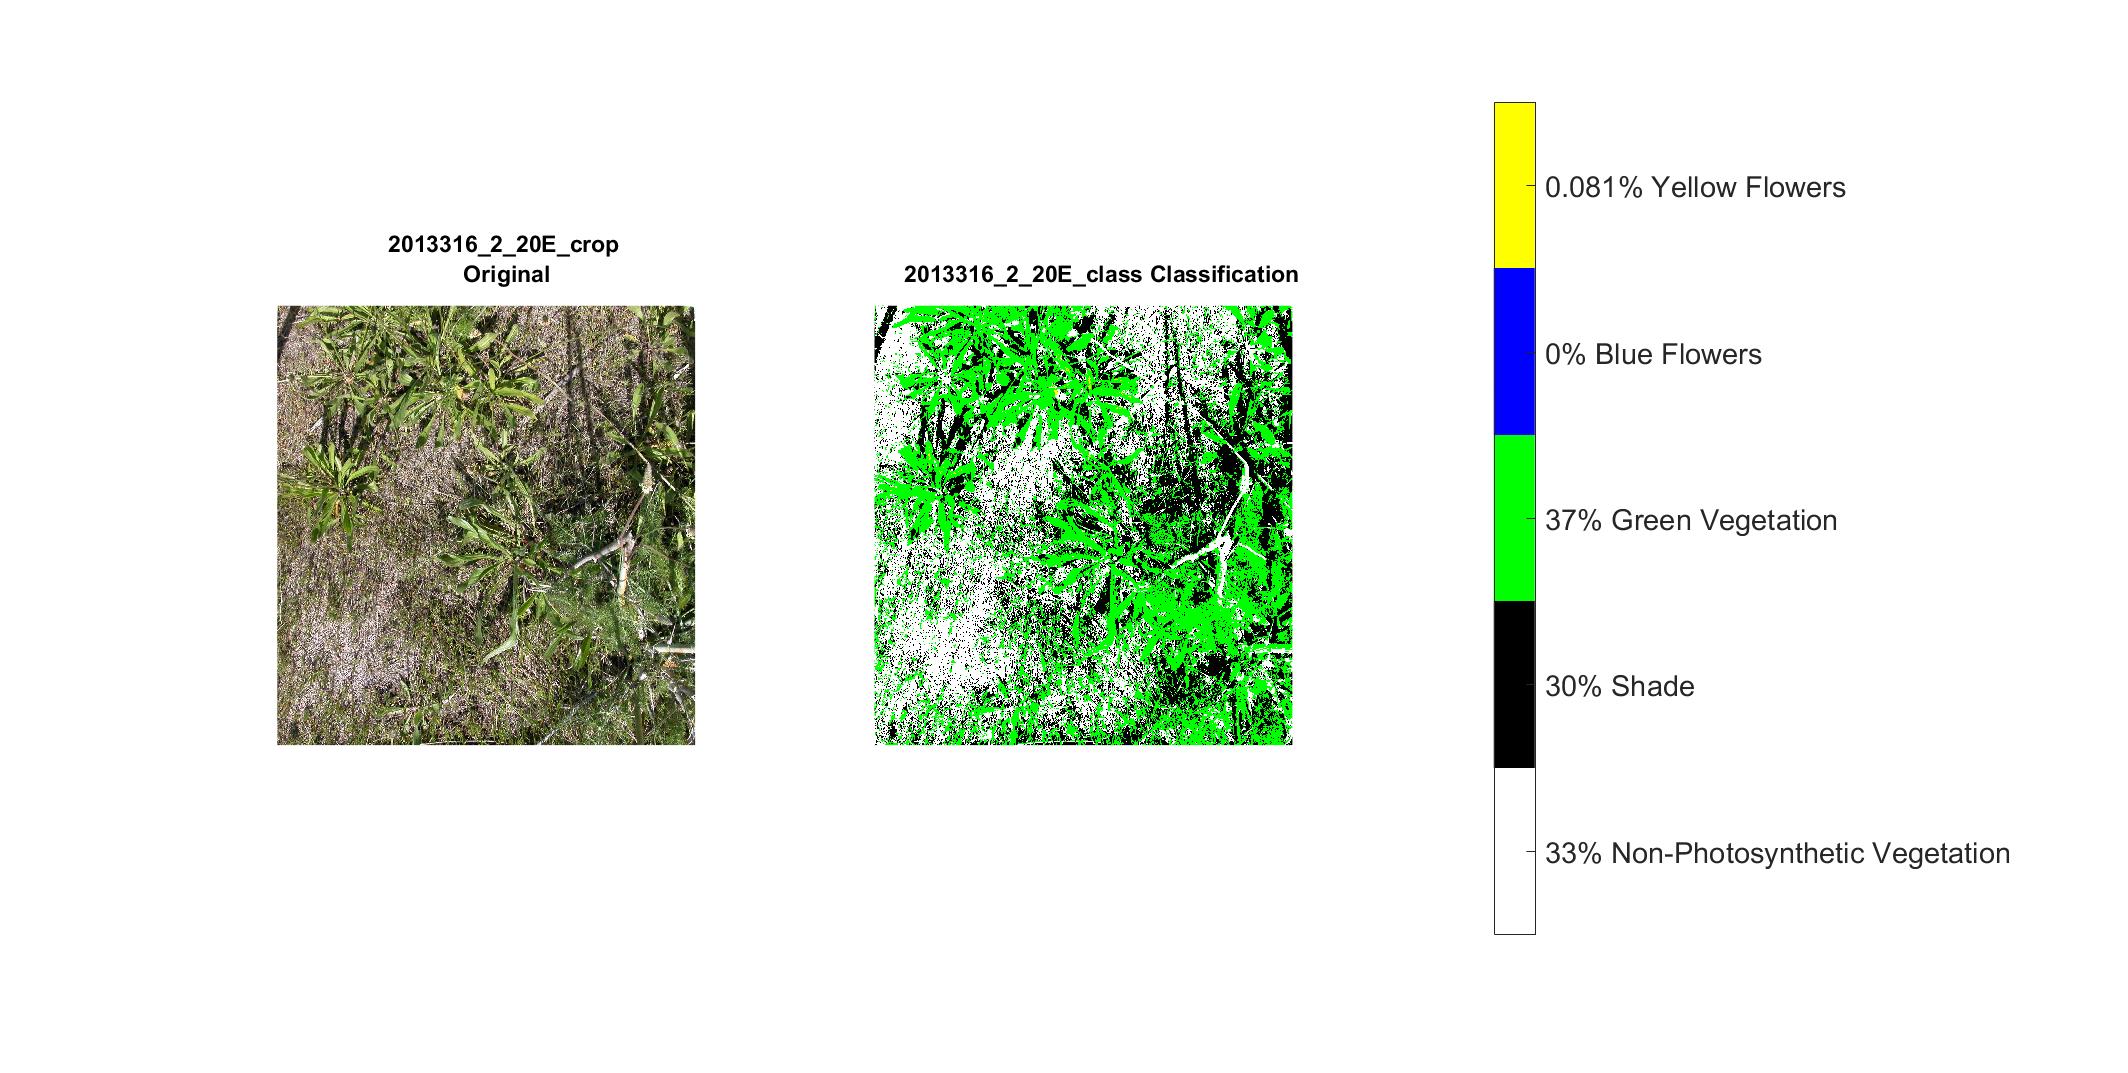 2013316_2_20E_crop
Original
2013316_2_20E_class Classification
0.081% Yellow Flowers
0% Blue Flowers
37% Green Vegetation
30% Shade
33% Non-Photosynthetic Vegetation